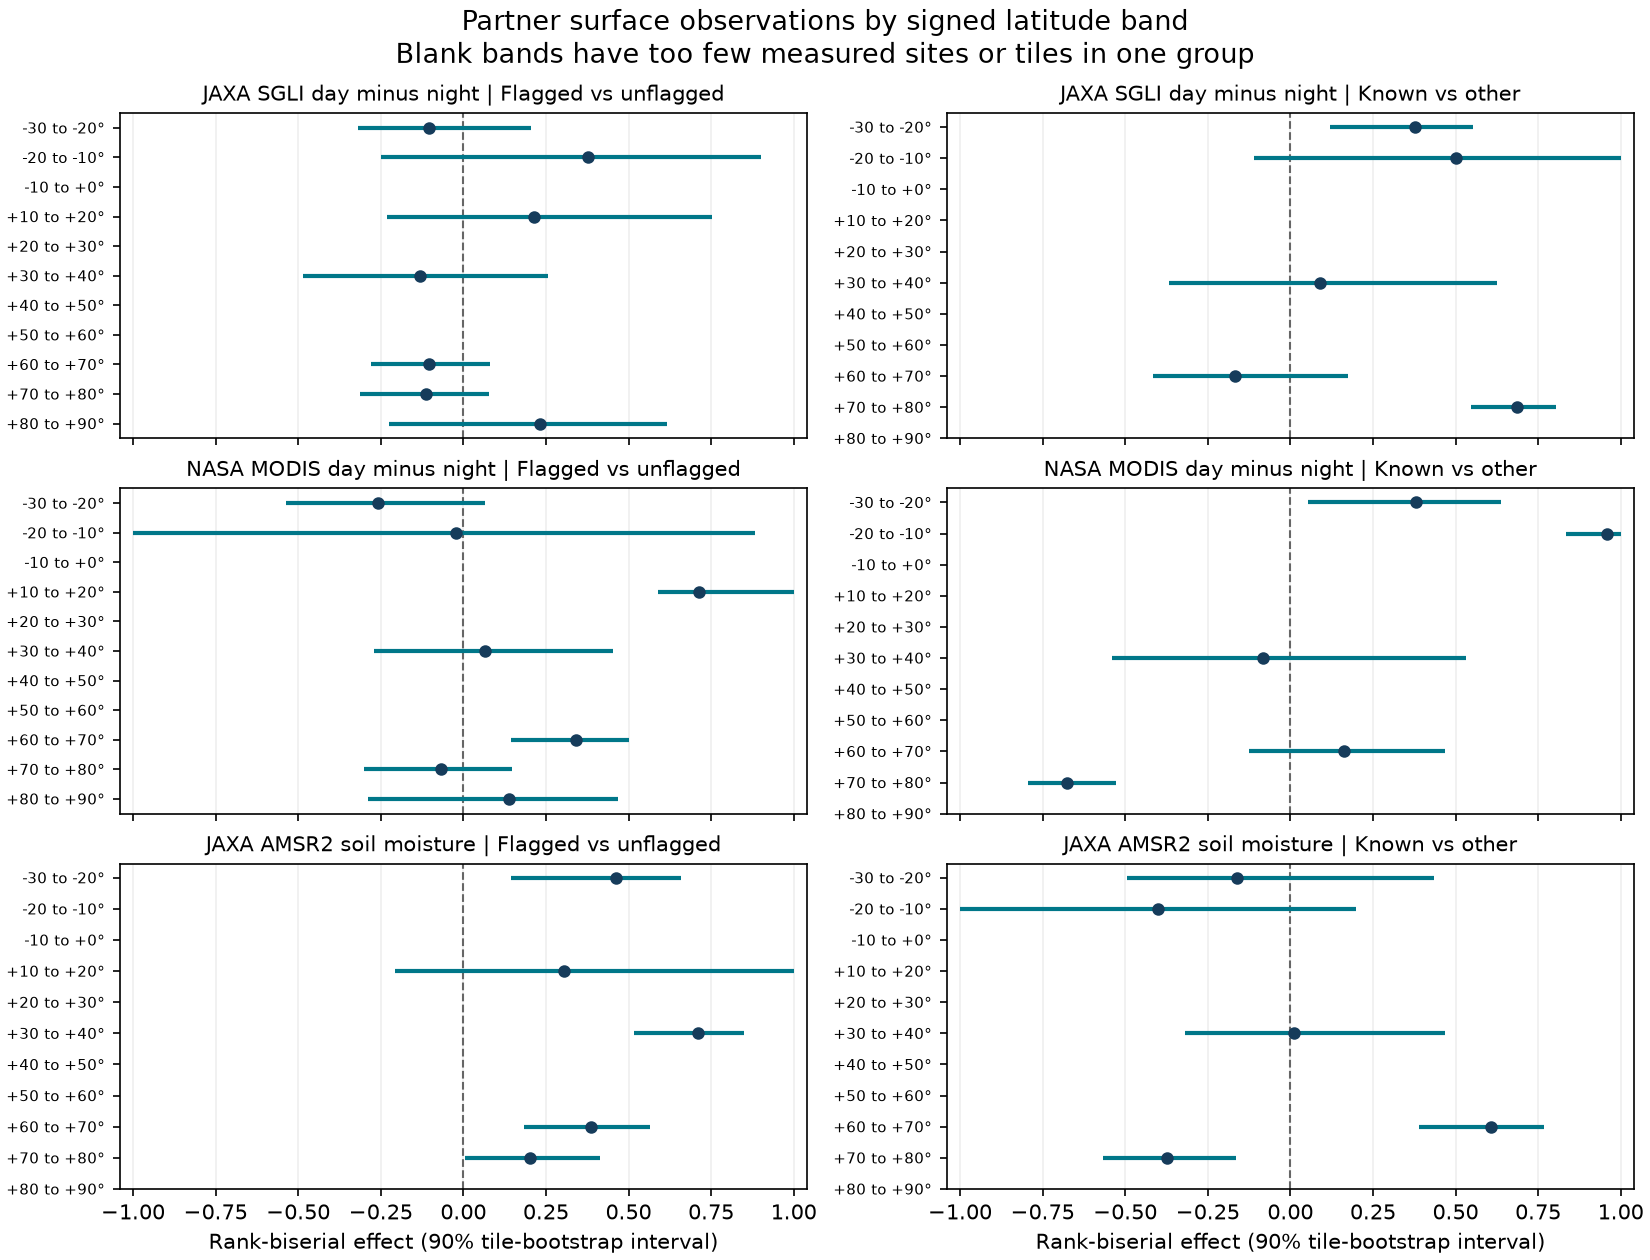 Partner surface observations by signed latitude band
Blank bands have too few measured sites or tiles in one group
JAXA SGLI day minus night | Flagged vs unflagged
-30 to -20°
-20 to -10°
-10 to +0°
+10 to +20°
+20 to +30°
+30 to +40°
+40 to +50°
+50 to +60°
+60 to +70°
+70 to +80°
+80 to +90°
JAXA SGLI day minus night | Known vs other
-30 to -20°
-20 to -10°
-10 to +0°
+10 to +20°
+20 to +30°
+30 to +40°
+40 to +50°
+50 to +60°
+60 to +70°
+70 to +80°
+80 to +90°
NASA MODIS day minus night | Flagged vs unflagged
-30 to -20°
-20 to -10°
-10 to +0°
+10 to +20°
+20 to +30°
+30 to +40°
+40 to +50°
+50 to +60°
+60 to +70°
+70 to +80°
+80 to +90°
NASA MODIS day minus night | Known vs other
-30 to -20°
-20 to -10°
-10 to +0°
+10 to +20°
+20 to +30°
+30 to +40°
+40 to +50°
+50 to +60°
+60 to +70°
+70 to +80°
+80 to +90°
JAXA AMSR2 soil moisture | Flagged vs unflagged
-30 to -20°
-20 to -10°
-10 to +0°
+10 to +20°
+20 to +30°
+30 to +40°
+40 to +50°
+50 to +60°
+60 to +70°
+70 to +80°
+80 to +90°
−1.00 −0.75 −0.50 −0.25 0.00 0.25 0.50 0.75 1.00
Rank-biserial effect (90% tile-bootstrap interval)
JAXA AMSR2 soil moisture | Known vs other
-30 to -20°
-20 to -10°
-10 to +0°
+10 to +20°
+20 to +30°
+30 to +40°
+40 to +50°
+50 to +60°
+60 to +70°
+70 to +80°
+80 to +90°
−1.00 −0.75 −0.50 −0.25 0.00 0.25 0.50 0.75 1.00
Rank-biserial effect (90% tile-bootstrap interval)